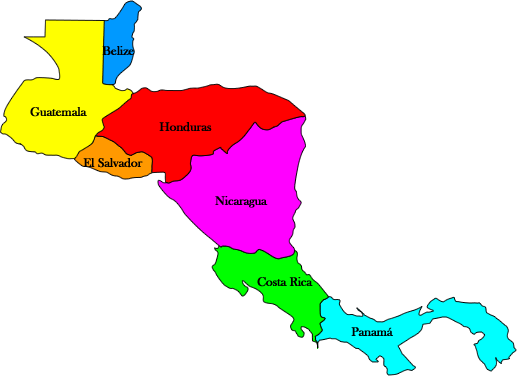 Belize
Guatemala
Honduras
El Salvador
Nicaragua
Costa Rica
Panamá